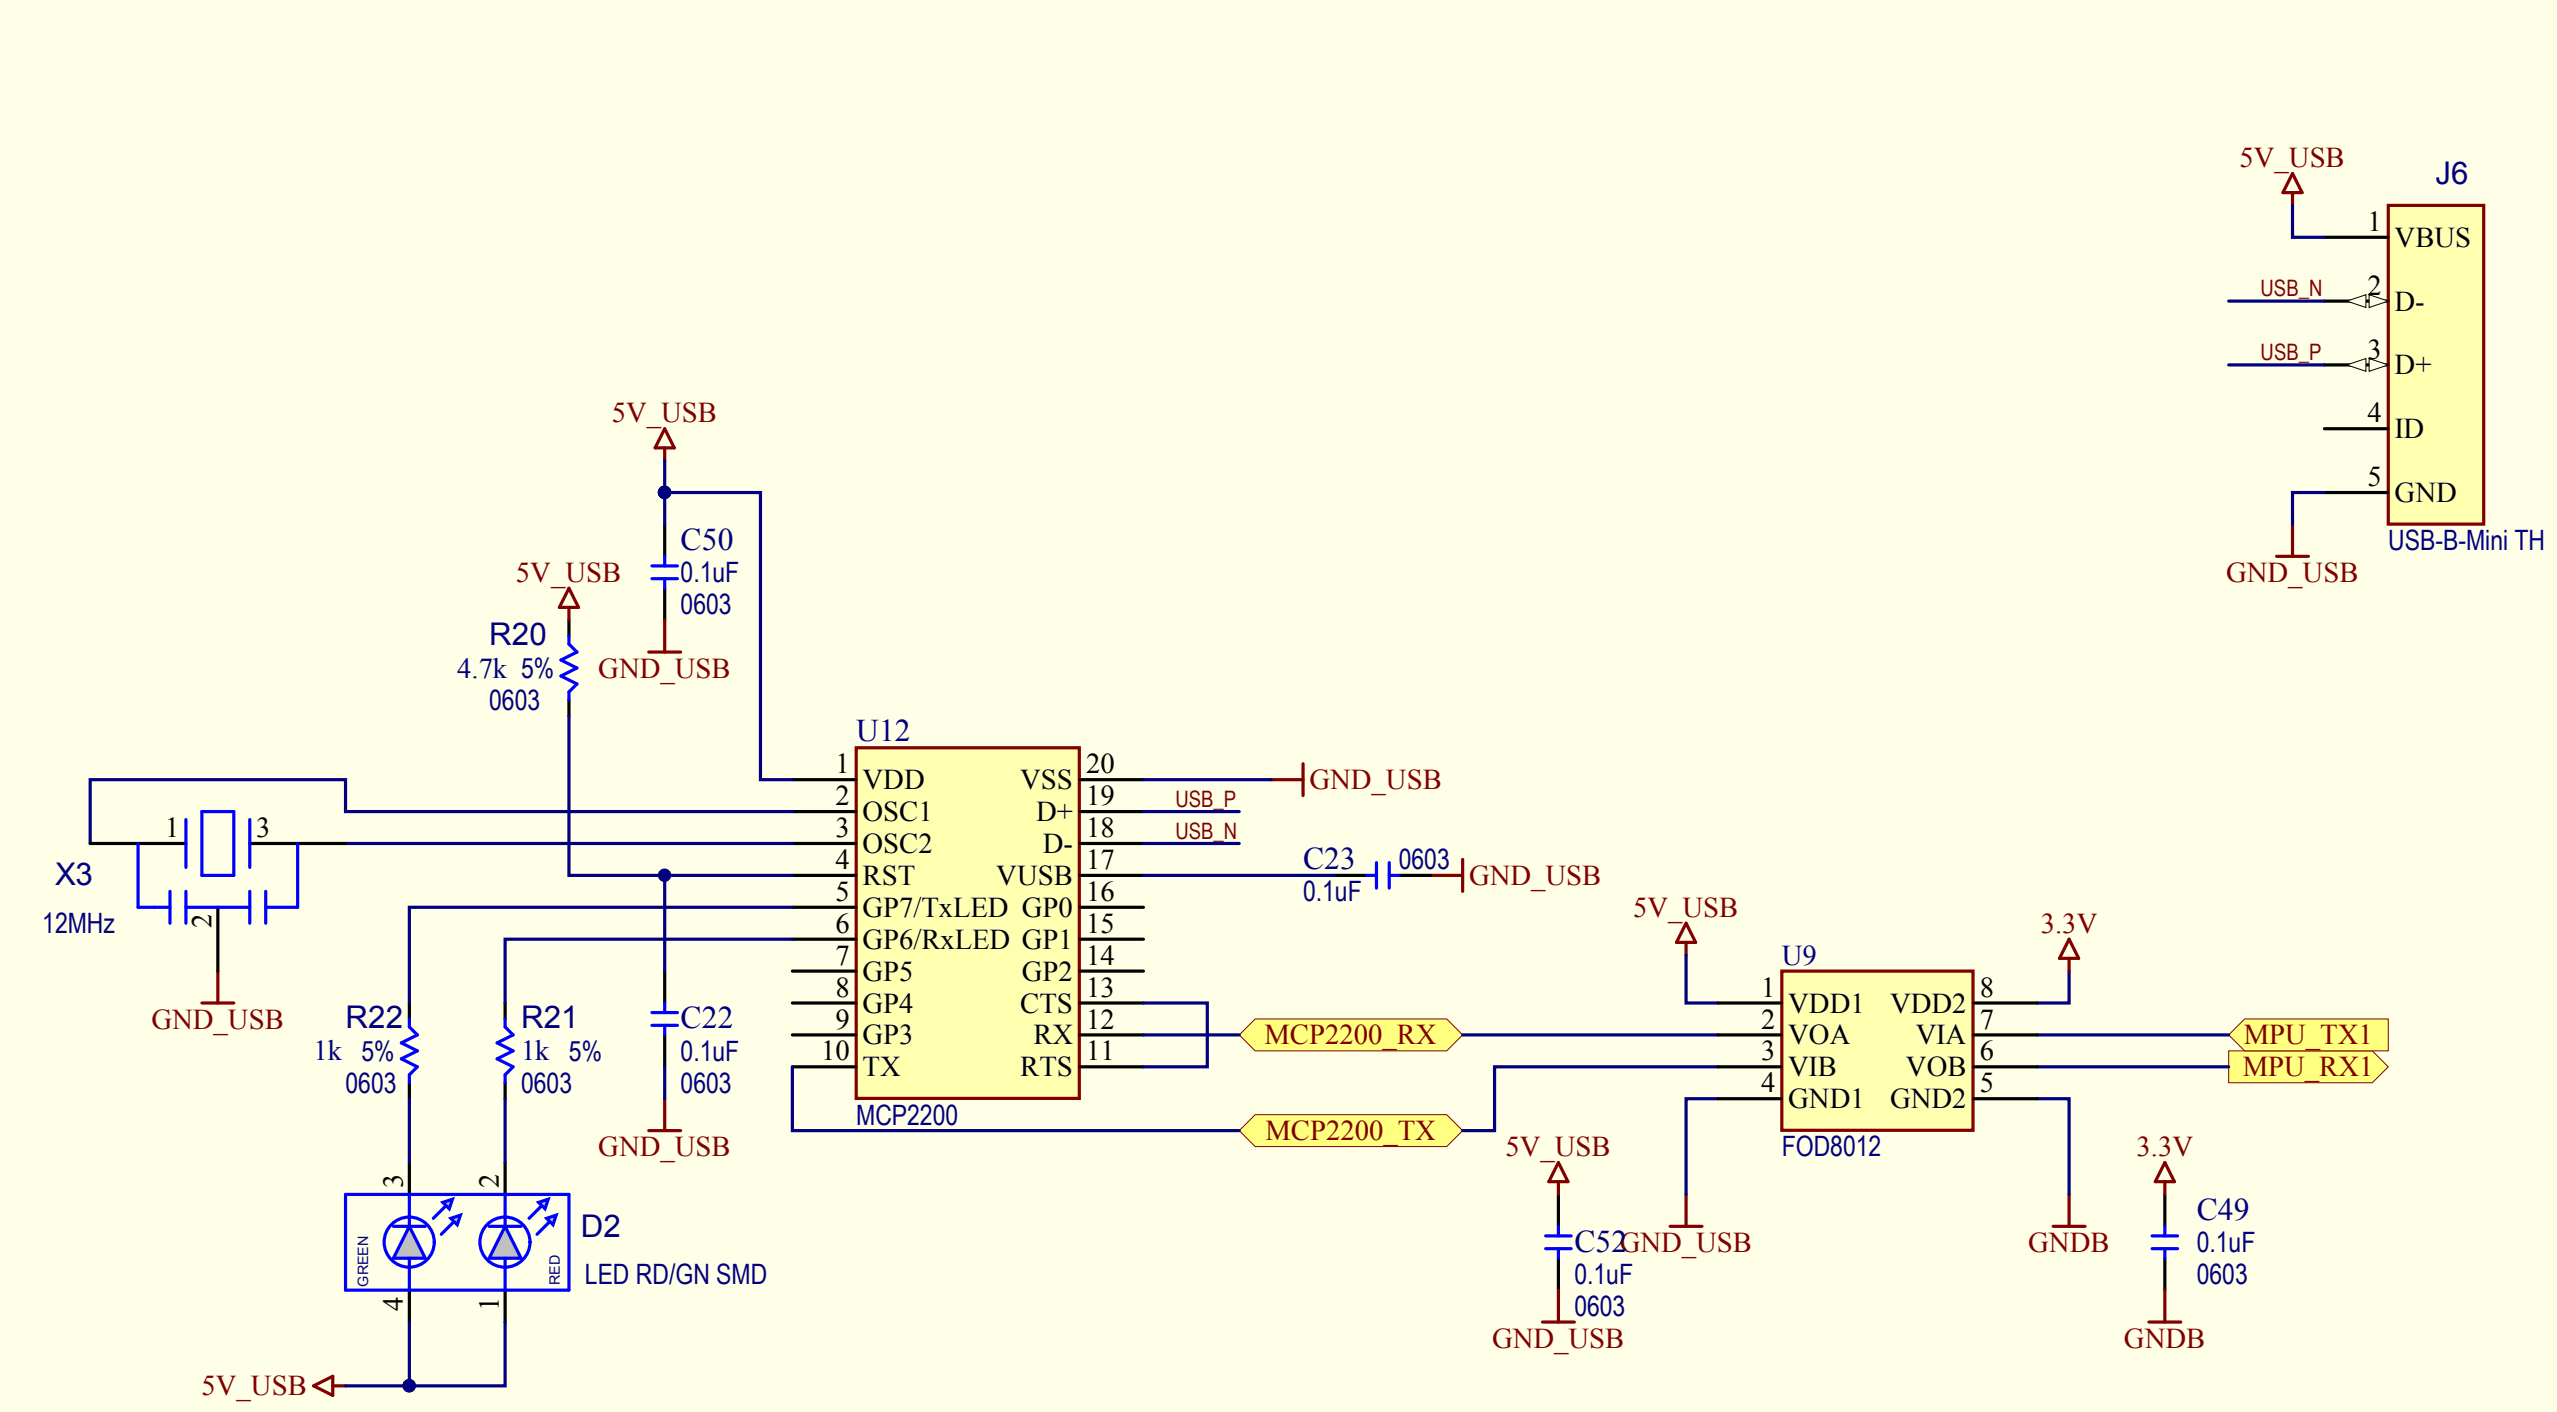 5V_USB
J6
1
VBUS
USB_N
2
D-
USB_P
3
D+
4
ID
5
GND
USB-B-Mini TH
GND_USB
5V_USB
C50
0.1uF
0603
GND_USB
5V_USB
R20
4.7k 5%
0603
U12
1 VDD
2 OSC1
3 OSC2
4 RST
5 GP7/TxLED
6 GP6/RxLED
7 GP5
8 GP4
9 GP3
10 TX
VSS 20
D+ 19
D- 18
VUSB 17
GP0 16
GP1 15
GP2 14
CTS 13
RX 12
RTS 11
MCP2200
GND_USB
USB_P
USB_N
C23
0603
0.1uF
GND_USB
1
3
2
X3
12MHz
GND_USB
R22
1k 5%
0603
R21
1k 5%
0603
C22
0.1uF
0603
GND_USB
3
2
GREEN
RED
4
1
D2
LED RD/GN SMD
5V_USB
MCP2200_RX
MCP2200_TX
5V_USB
3.3V
U9
1 VDD1
2 VOA
3 VIB
4 GND1
VDD2 8
VIA 7
VOB 6
GND2 5
FOD8012
MPU_TX1
MPU_RX1
GND_USB
GNDB
5V_USB
C52
0.1uF
0603
GND_USB
3.3V
C49
0.1uF
0603
GNDB